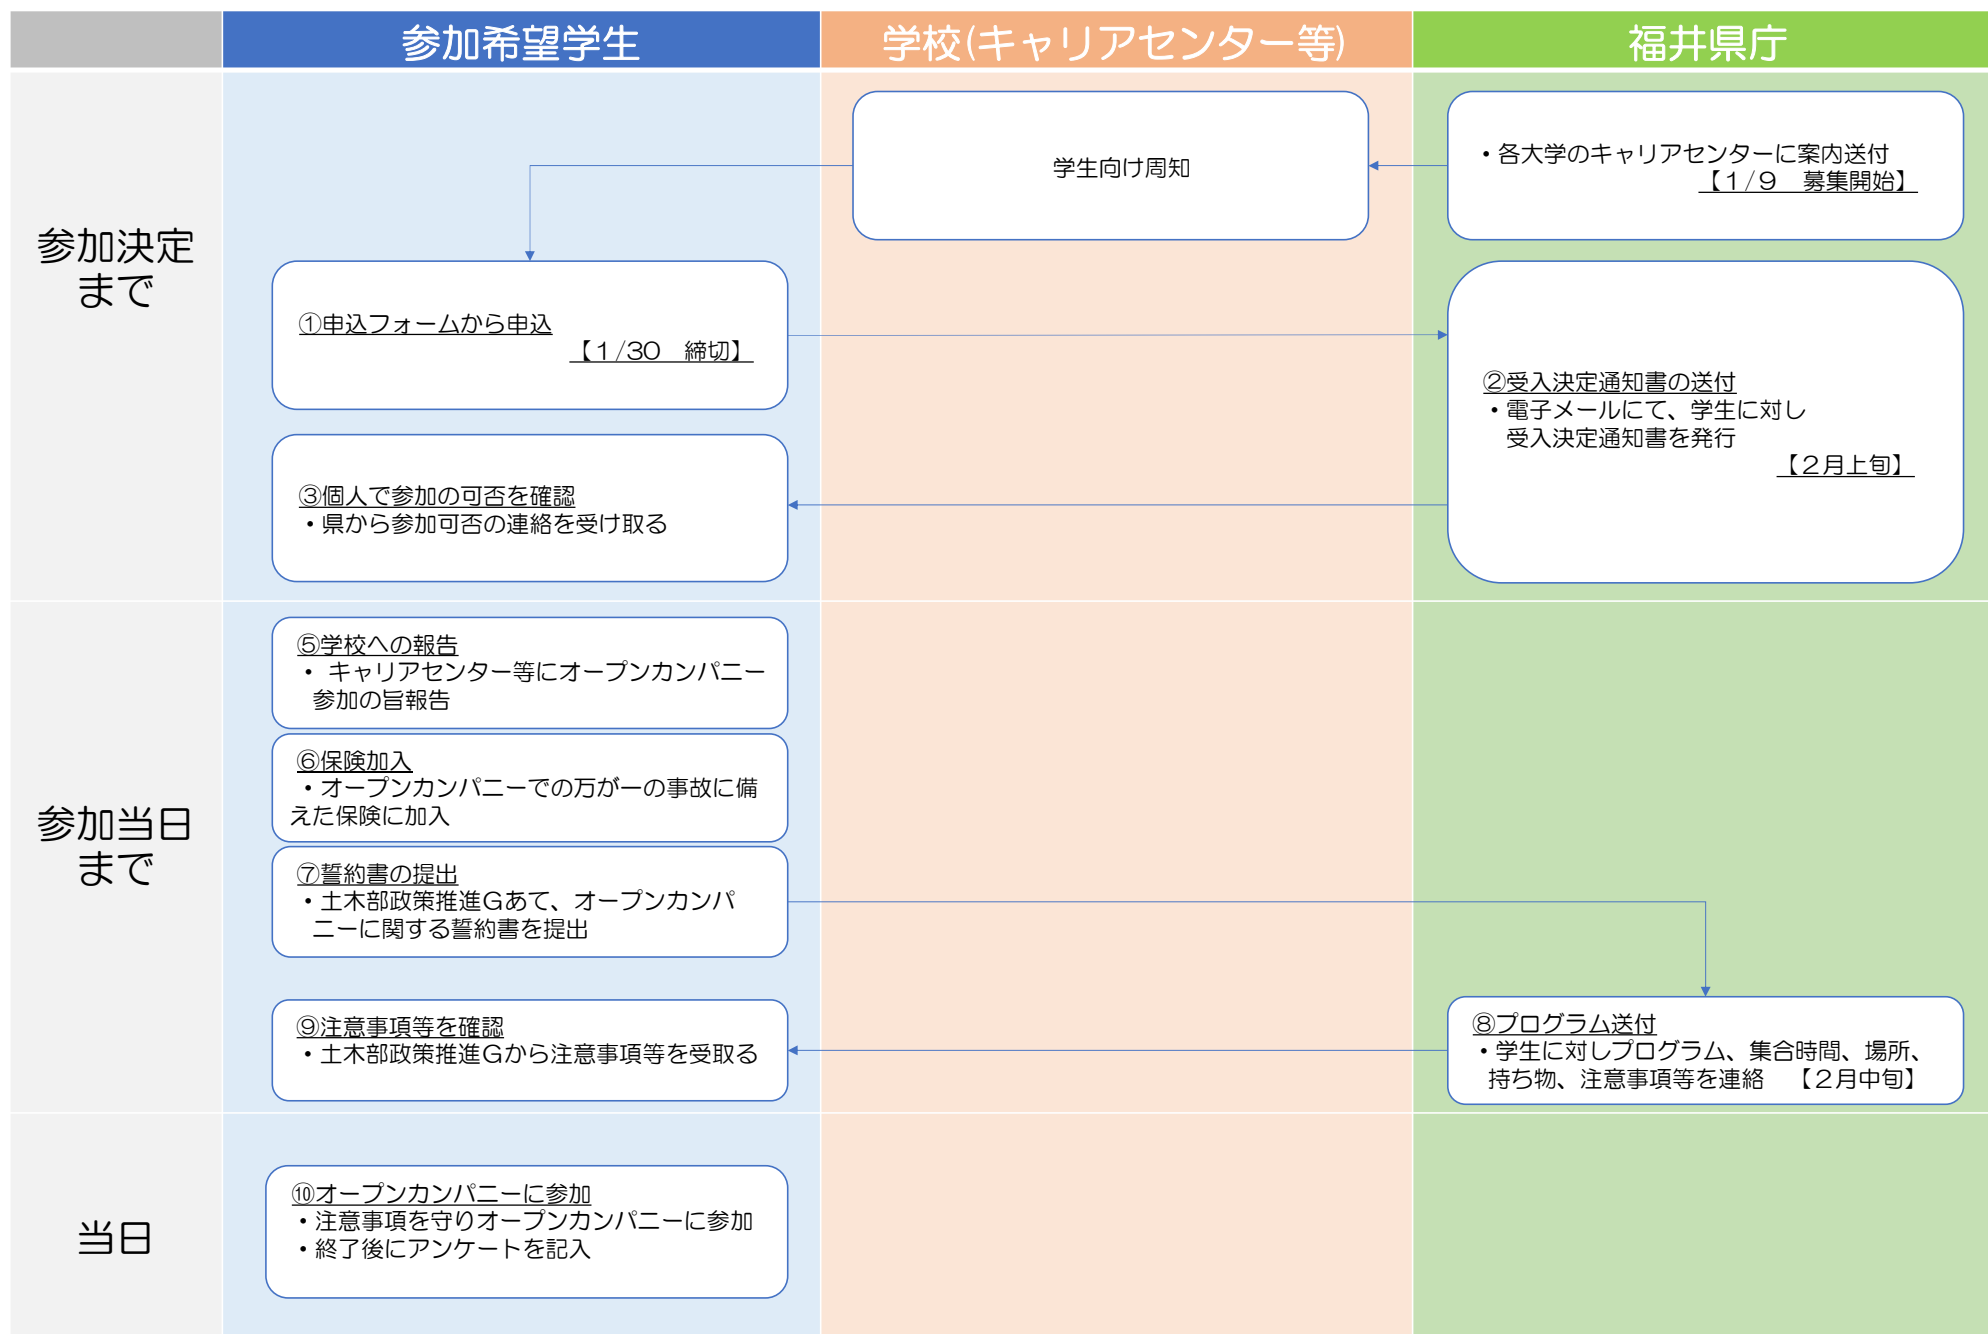 参加希望学生
学校(キャリアセンター等)
福井県庁
参加決定
まで
学生向け周知
・各大学のキャリアセンターに案内送付
【１/９　募集開始】
①申込フォームから申込
【１/30　締切】
②受入決定通知書の送付
・電子メールにて、学生に対し
受入決定通知書を発行
【２月上旬】
③個人で参加の可否を確認
・県から参加可否の連絡を受け取る
参加当日
まで
⑤学校への報告
・ キャリアセンター等にオープンカンパニー
参加の旨報告
⑥保険加入
・オープンカンパニーでの万が一の事故に備
えた保険に加入
⑦誓約書の提出
・土木部政策推進Ｇあて、オープンカンパ
ニーに関する誓約書を提出
⑧プログラム送付
・学生に対しプログラム、集合時間、場所、
持ち物、注意事項等を連絡　【２月中旬】
⑨注意事項等を確認
・土木部政策推進Ｇから注意事項等を受取る
当日
⑩オープンカンパニーに参加
・注意事項を守りオープンカンパニーに参加
・終了後にアンケートを記入